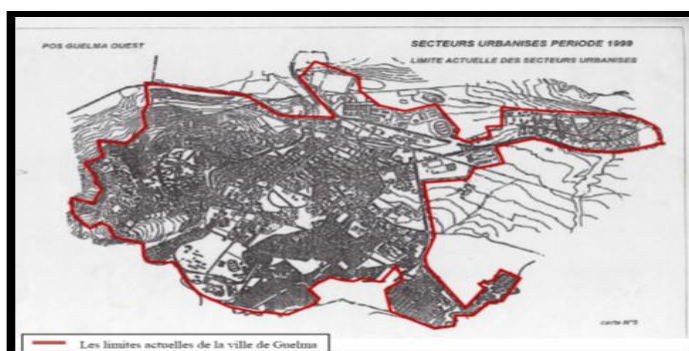 POS GUELMA OUEST
SECTEURS URBANISES PERIODE 1999
LIMITE ACTUELLE DES SECTEURS URBANISES
carte N°5
Les limites actuelles de la ville de Guelma